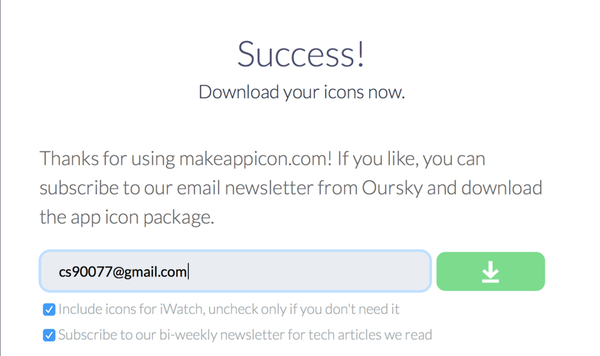 Success!
Download your icons now.
Thanks for using makeappicon.com! If you like, you can
subscribe to our email newsletter from Oursky and download
the app icon package.
cs90077@gmail.com
Include icons for iWatch, uncheck only if you don't need it
Subscribe to our bi-weekly newsletter for tech articles we read